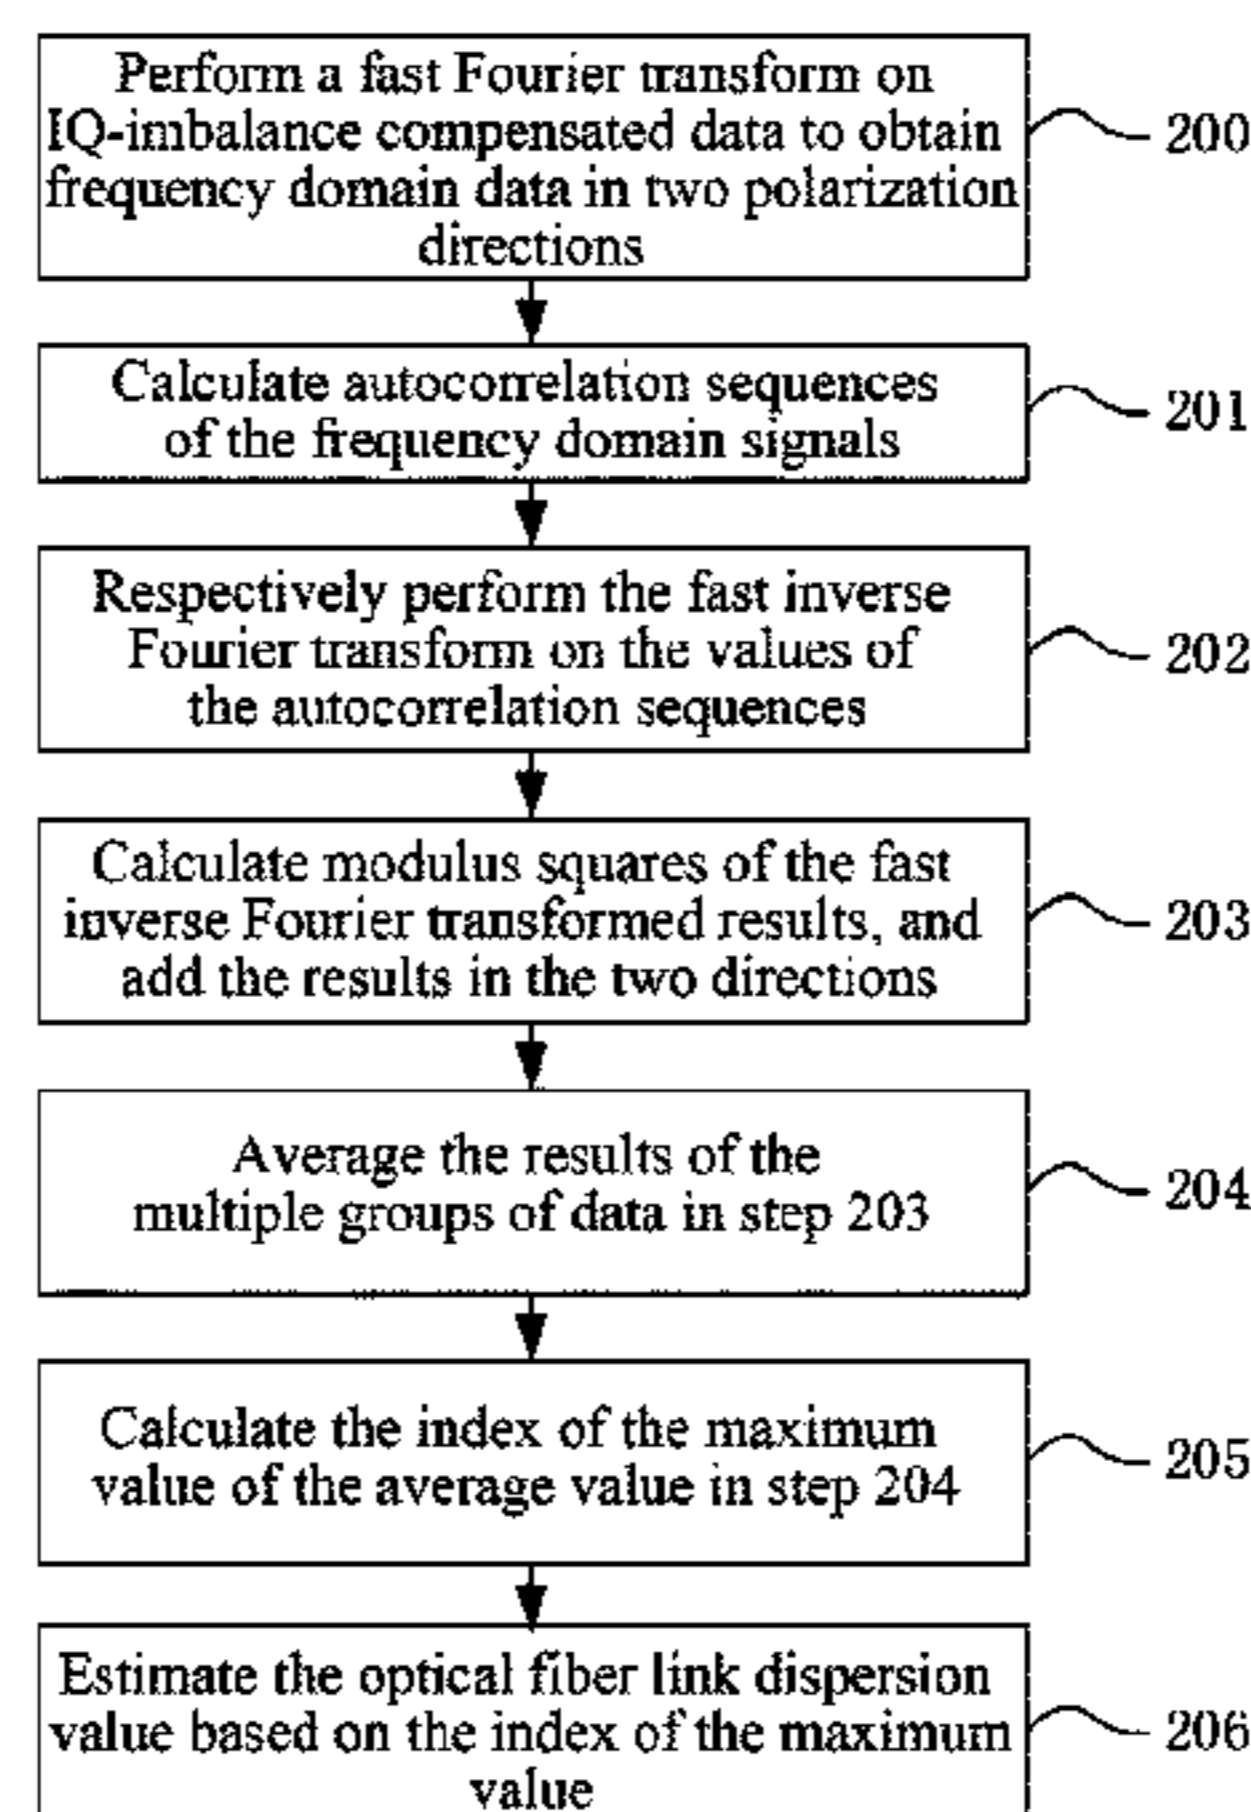 Perform a fast Fourier transform on
IQ-imbalance compensated data to obtain
frequency domain data in two polarization
directions
200
Calculate autocorrelation sequences
of the frequency domain signals
201
Respectively perform the fast inverse
Fourier transform on the values of
the autocorrelation sequences
202
Calculate modulus squares of the fast
inverse Fourier transformed results, and
add the results in the two directions
203
Average the results of the
multiple groups of data in step 203
204
Calculate the index of the maximum
value of the average value in step 204
205
Estimate the optical fiber link dispersion
value based on the index of the maximum
value
206